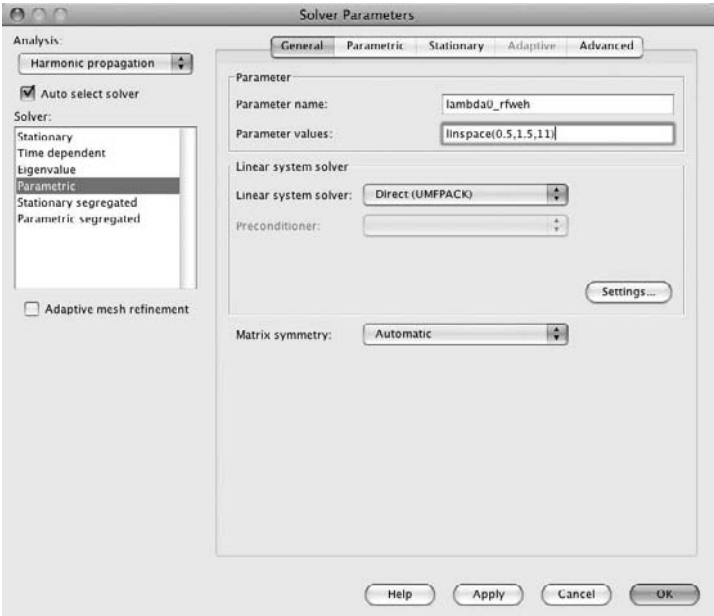 Solver Parameters
Analysis:
Harmonic propagation
Auto select solver
Solver:
Stationary
Time dependent
Eigenvalue
Parametric
Stationary segregated
Parametric segregated
Adaptive mesh refinement
General Parametric Stationary Adaptive Advanced
Parameter
Parameter name: lambda0_rfweh
Parameter values: linspace(0.5,1.5,11)
Linear system solver
Linear system solver: Direct (UMFPACK)
Preconditioner:
Settings...
Matrix symmetry: Automatic
Help Apply Cancel OK